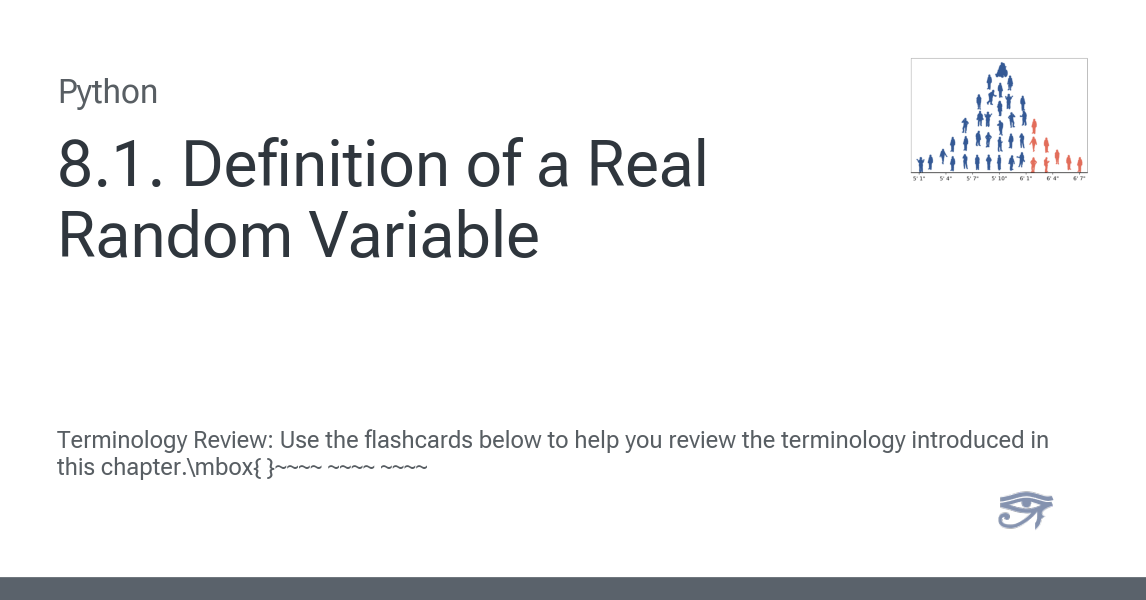 Python
8.1. Definition of a Real
Random Variable
5' 1" 5' 4" 5' 7" 5' 10" 6' 1" 6' 4" 6' 7"
Terminology Review: Use the flashcards below to help you review the terminology introduced in
this chapter.\mbox{ }~~~~ ~~~~ ~~~~